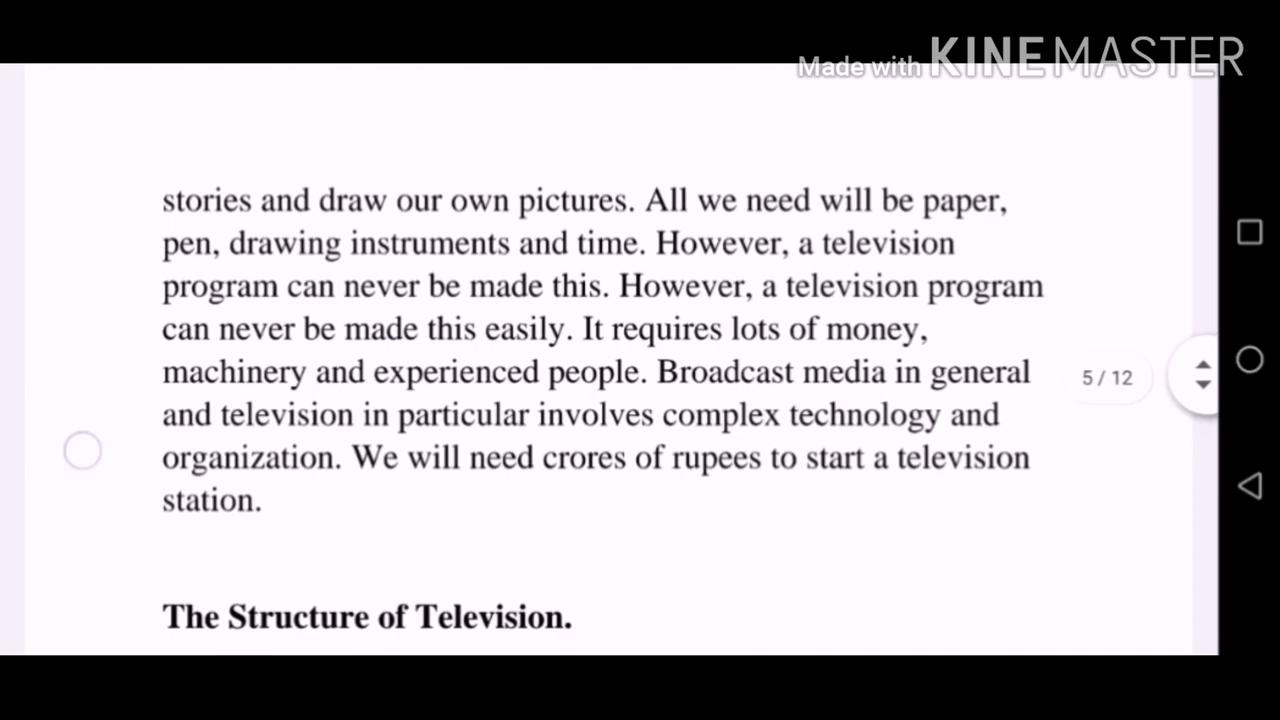 Made with KINEMASTER
stories and draw our own pictures. All we need will be paper,
pen, drawing instruments and time. However, a television
program can never be made this. However, a television program
can never be made this easily. It requires lots of money,
machinery and experienced people. Broadcast media in general
5 / 12
and television in particular involves complex technology and
organization. We will need crores of rupees to start a television
station.
The Structure of Television.